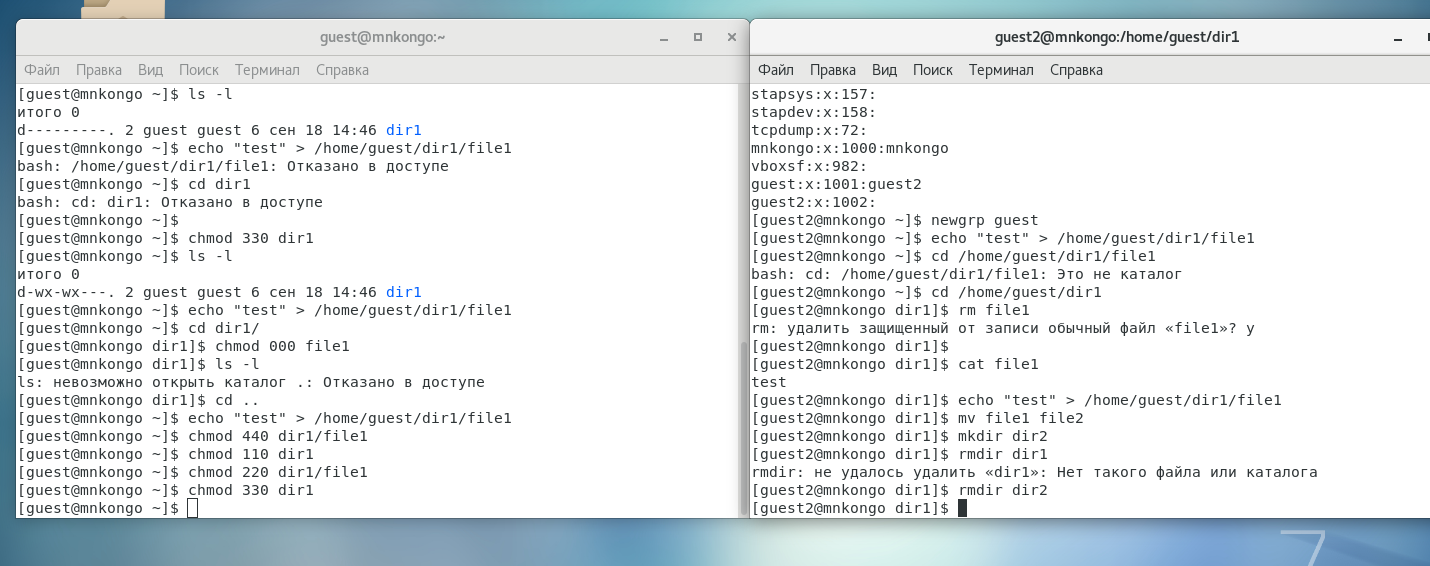 guest@mnkongo:~
Файл Правка Вид Поиск Терминал Справка
[guest@mnkongo ~]$ ls -l
итого 0
d---------. 2 guest guest 6 сен 18 14:46 dir1
[guest@mnkongo ~]$ echo "test" > /home/guest/dir1/file1
bash: /home/guest/dir1/file1: Отказано в доступе
[guest@mnkongo ~]$ cd dir1
bash: cd: dir1: Отказано в доступе
[guest@mnkongo ~]$
[guest@mnkongo ~]$ chmod 330 dir1
[guest@mnkongo ~]$ ls -l
итого 0
d-wx-wx---. 2 guest guest 6 сен 18 14:46 dir1
[guest@mnkongo ~]$ echo "test" > /home/guest/dir1/file1
[guest@mnkongo ~]$ cd dir1/
[guest@mnkongo dir1]$ chmod 000 file1
[guest@mnkongo dir1]$ ls -l
ls: невозможно открыть каталог .: Отказано в доступе
[guest@mnkongo dir1]$ cd ..
[guest@mnkongo ~]$ echo "test" > /home/guest/dir1/file1
[guest@mnkongo ~]$ chmod 440 dir1/file1
[guest@mnkongo ~]$ chmod 110 dir1
[guest@mnkongo ~]$ chmod 220 dir1/file1
[guest@mnkongo ~]$ chmod 330 dir1
[guest@mnkongo ~]$
guest2@mnkongo:/home/guest/dir1
Файл Правка Вид Поиск Терминал Справка
stapsys:x:157:
stapdev:x:158:
tcpdump:x:72:
mnkongo:x:1000:mnkongo
vboxsf:x:982:
guest:x:1001:guest2
guest2:x:1002:
[guest2@mnkongo ~]$ newgrp guest
[guest2@mnkongo ~]$ echo "test" > /home/guest/dir1/file1
[guest2@mnkongo ~]$ cd /home/guest/dir1/file1
bash: cd: /home/guest/dir1/file1: Это не каталог
[guest2@mnkongo ~]$ cd /home/guest/dir1
[guest2@mnkongo dir1]$ rm file1
rm: удалить защищенный от записи обычный файл «file1»? y
[guest2@mnkongo dir1]$
[guest2@mnkongo dir1]$ cat file1
test
[guest2@mnkongo dir1]$ echo "test" > /home/guest/dir1/file1
[guest2@mnkongo dir1]$ mv file1 file2
[guest2@mnkongo dir1]$ mkdir dir2
[guest2@mnkongo dir1]$ rmdir dir1
rmdir: не удалось удалить «dir1»: Нет такого файла или каталога
[guest2@mnkongo dir1]$ rmdir dir2
[guest2@mnkongo dir1]$
7